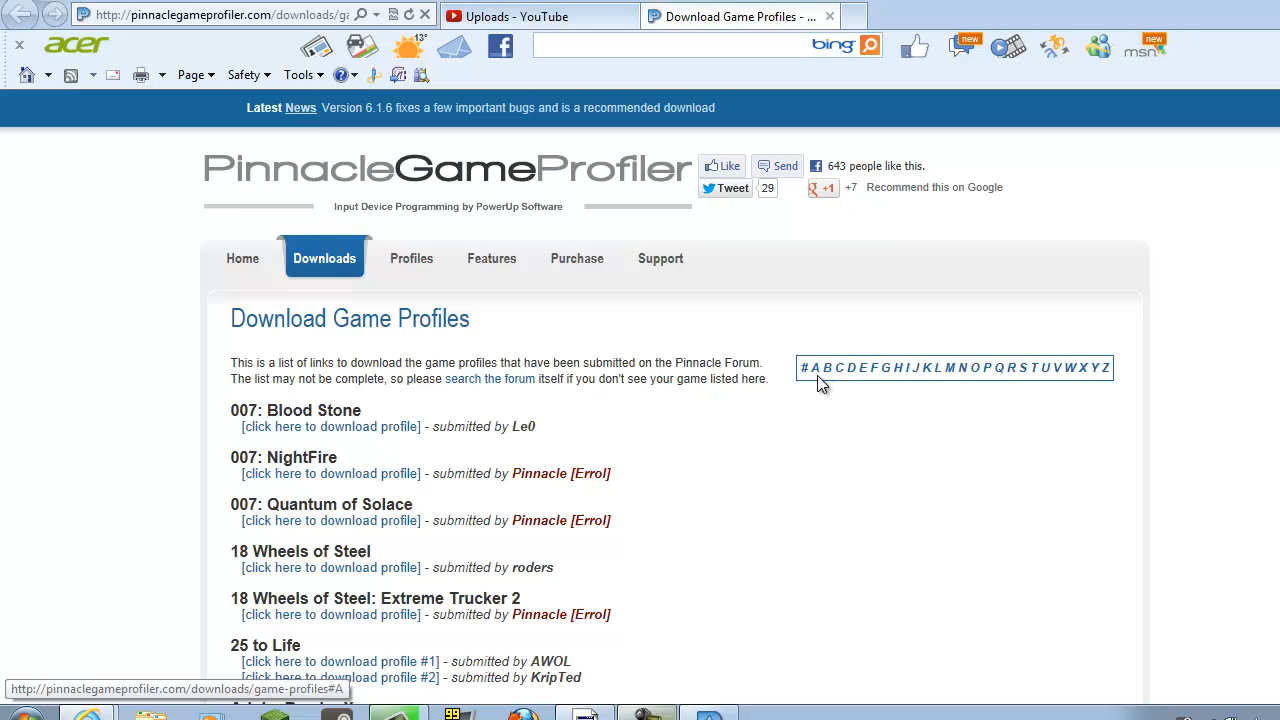 http://pinnaclegameprofiler.com/downloads/ga
Uploads - YouTube
Download Game Profiles - ...
acer
13°
bing
new
msn
new
Page
Safety
Tools
Latest News Version 6.1.6 fixes a few important bugs and is a recommended download
PinnacleGameProfiler
Input Device Programming by PowerUp Software
Like
Send
643 people like this.
Tweet
29
+1
+7
Recommend this on Google
Home
Downloads
Profiles
Features
Purchase
Support
Download Game Profiles
This is a list of links to download the game profiles that have been submitted on the Pinnacle Forum.
The list may not be complete, so please search the forum itself if you don't see your game listed here.
# A B C D E F G H I J K L M N O P Q R S T U V W X Y Z
007: Blood Stone
[click here to download profile] - submitted by Le0
007: NightFire
[click here to download profile] - submitted by Pinnacle [Errol]
007: Quantum of Solace
[click here to download profile] - submitted by Pinnacle [Errol]
18 Wheels of Steel
[click here to download profile] - submitted by roders
18 Wheels of Steel: Extreme Trucker 2
[click here to download profile] - submitted by Pinnacle [Errol]
25 to Life
[click here to download profile #1] - submitted by AWOL
[click here to download profile #2] - submitted by KripTed
http://pinnaclegameprofiler.com/downloads/game-profiles#A
99